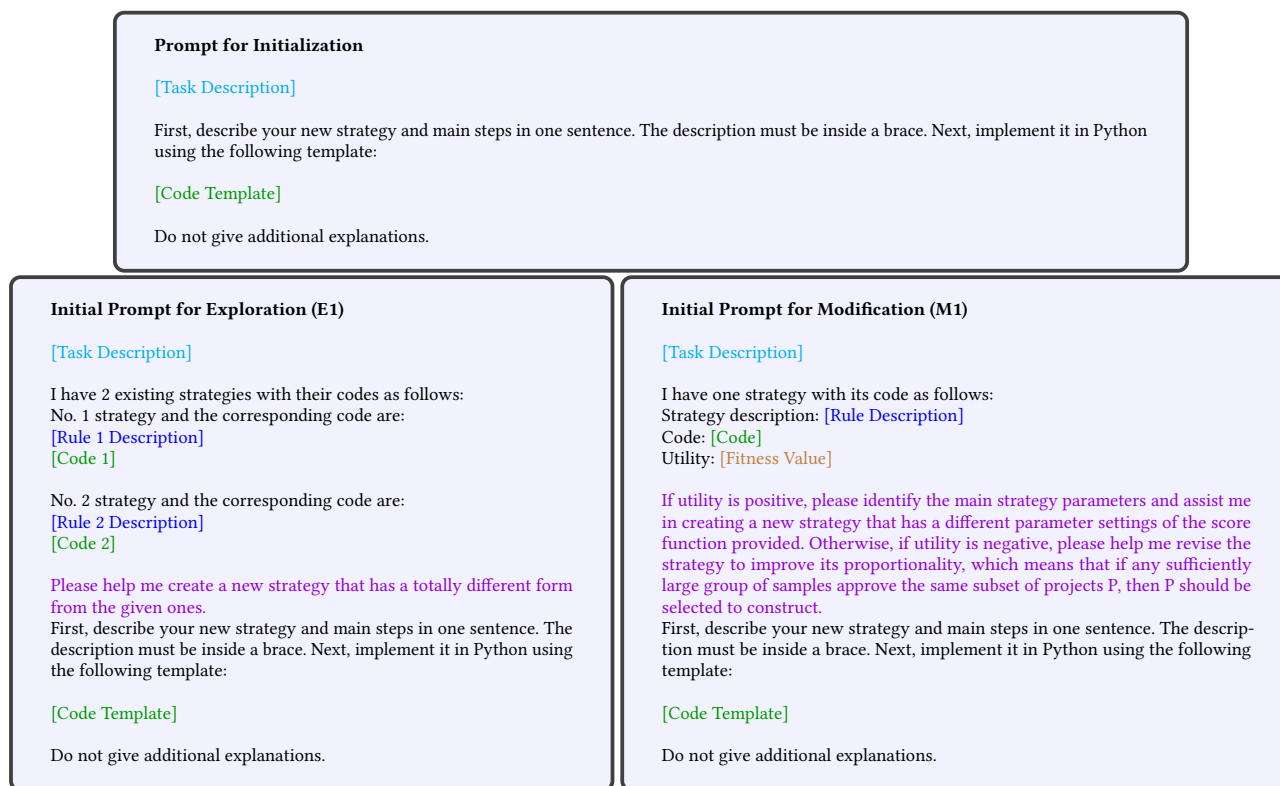 Prompt for Initialization
[Task Description]
First, describe your new strategy and main steps in one sentence. The description must be inside a brace. Next, implement it in Python
using the following template:
[Code Template]
Do not give additional explanations.
Initial Prompt for Exploration (E1)
[Task Description]
I have 2 existing strategies with their codes as follows:
No. 1 strategy and the corresponding code are:
[Rule 1 Description]
[Code 1]
No. 2 strategy and the corresponding code are:
[Rule 2 Description]
[Code 2]
Please help me create a new strategy that has a totally different form
from the given ones.
First, describe your new strategy and main steps in one sentence. The
description must be inside a brace. Next, implement it in Python using
the following template:
[Code Template]
Do not give additional explanations.
Initial Prompt for Modification (M1)
[Task Description]
I have one strategy with its code as follows:
Strategy description: [Rule Description]
Code: [Code]
Utility: [Fitness Value]
If utility is positive, please identify the main strategy parameters and assist me
in creating a new strategy that has a different parameter settings of the score
function provided. Otherwise, if utility is negative, please help me revise the
strategy to improve its proportionality, which means that if any sufficiently
large group of samples approve the same subset of projects P, then P should be
selected to construct.
First, describe your new strategy and main steps in one sentence. The descrip-
tion must be inside a brace. Next, implement it in Python using the following
template:
[Code Template]
Do not give additional explanations.